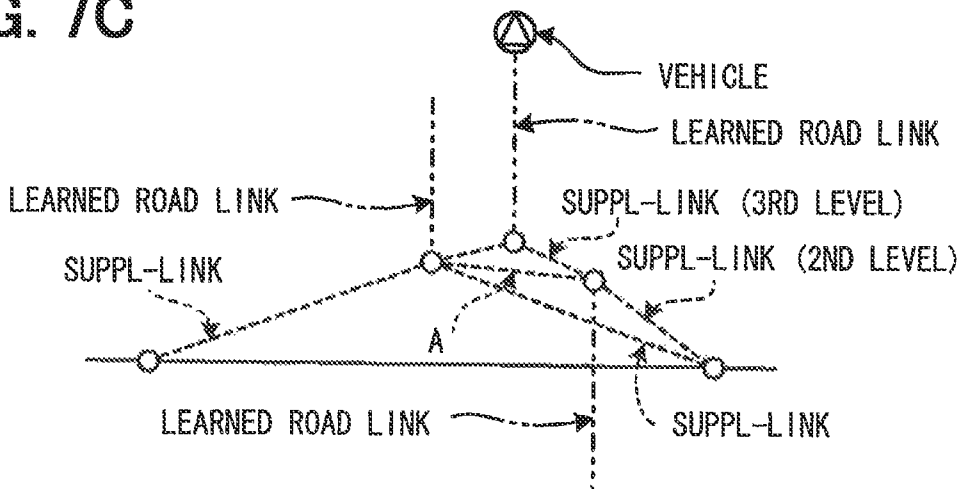 G. 7C
VEHICLE
LEARNED ROAD LINK
LEARNED ROAD LINK
SUPPL-LINK (3RD LEVEL)
SUPPL-LINK
SUPPL-LINK (2ND LEVEL)
A
LEARNED ROAD LINK
SUPPL-LINK